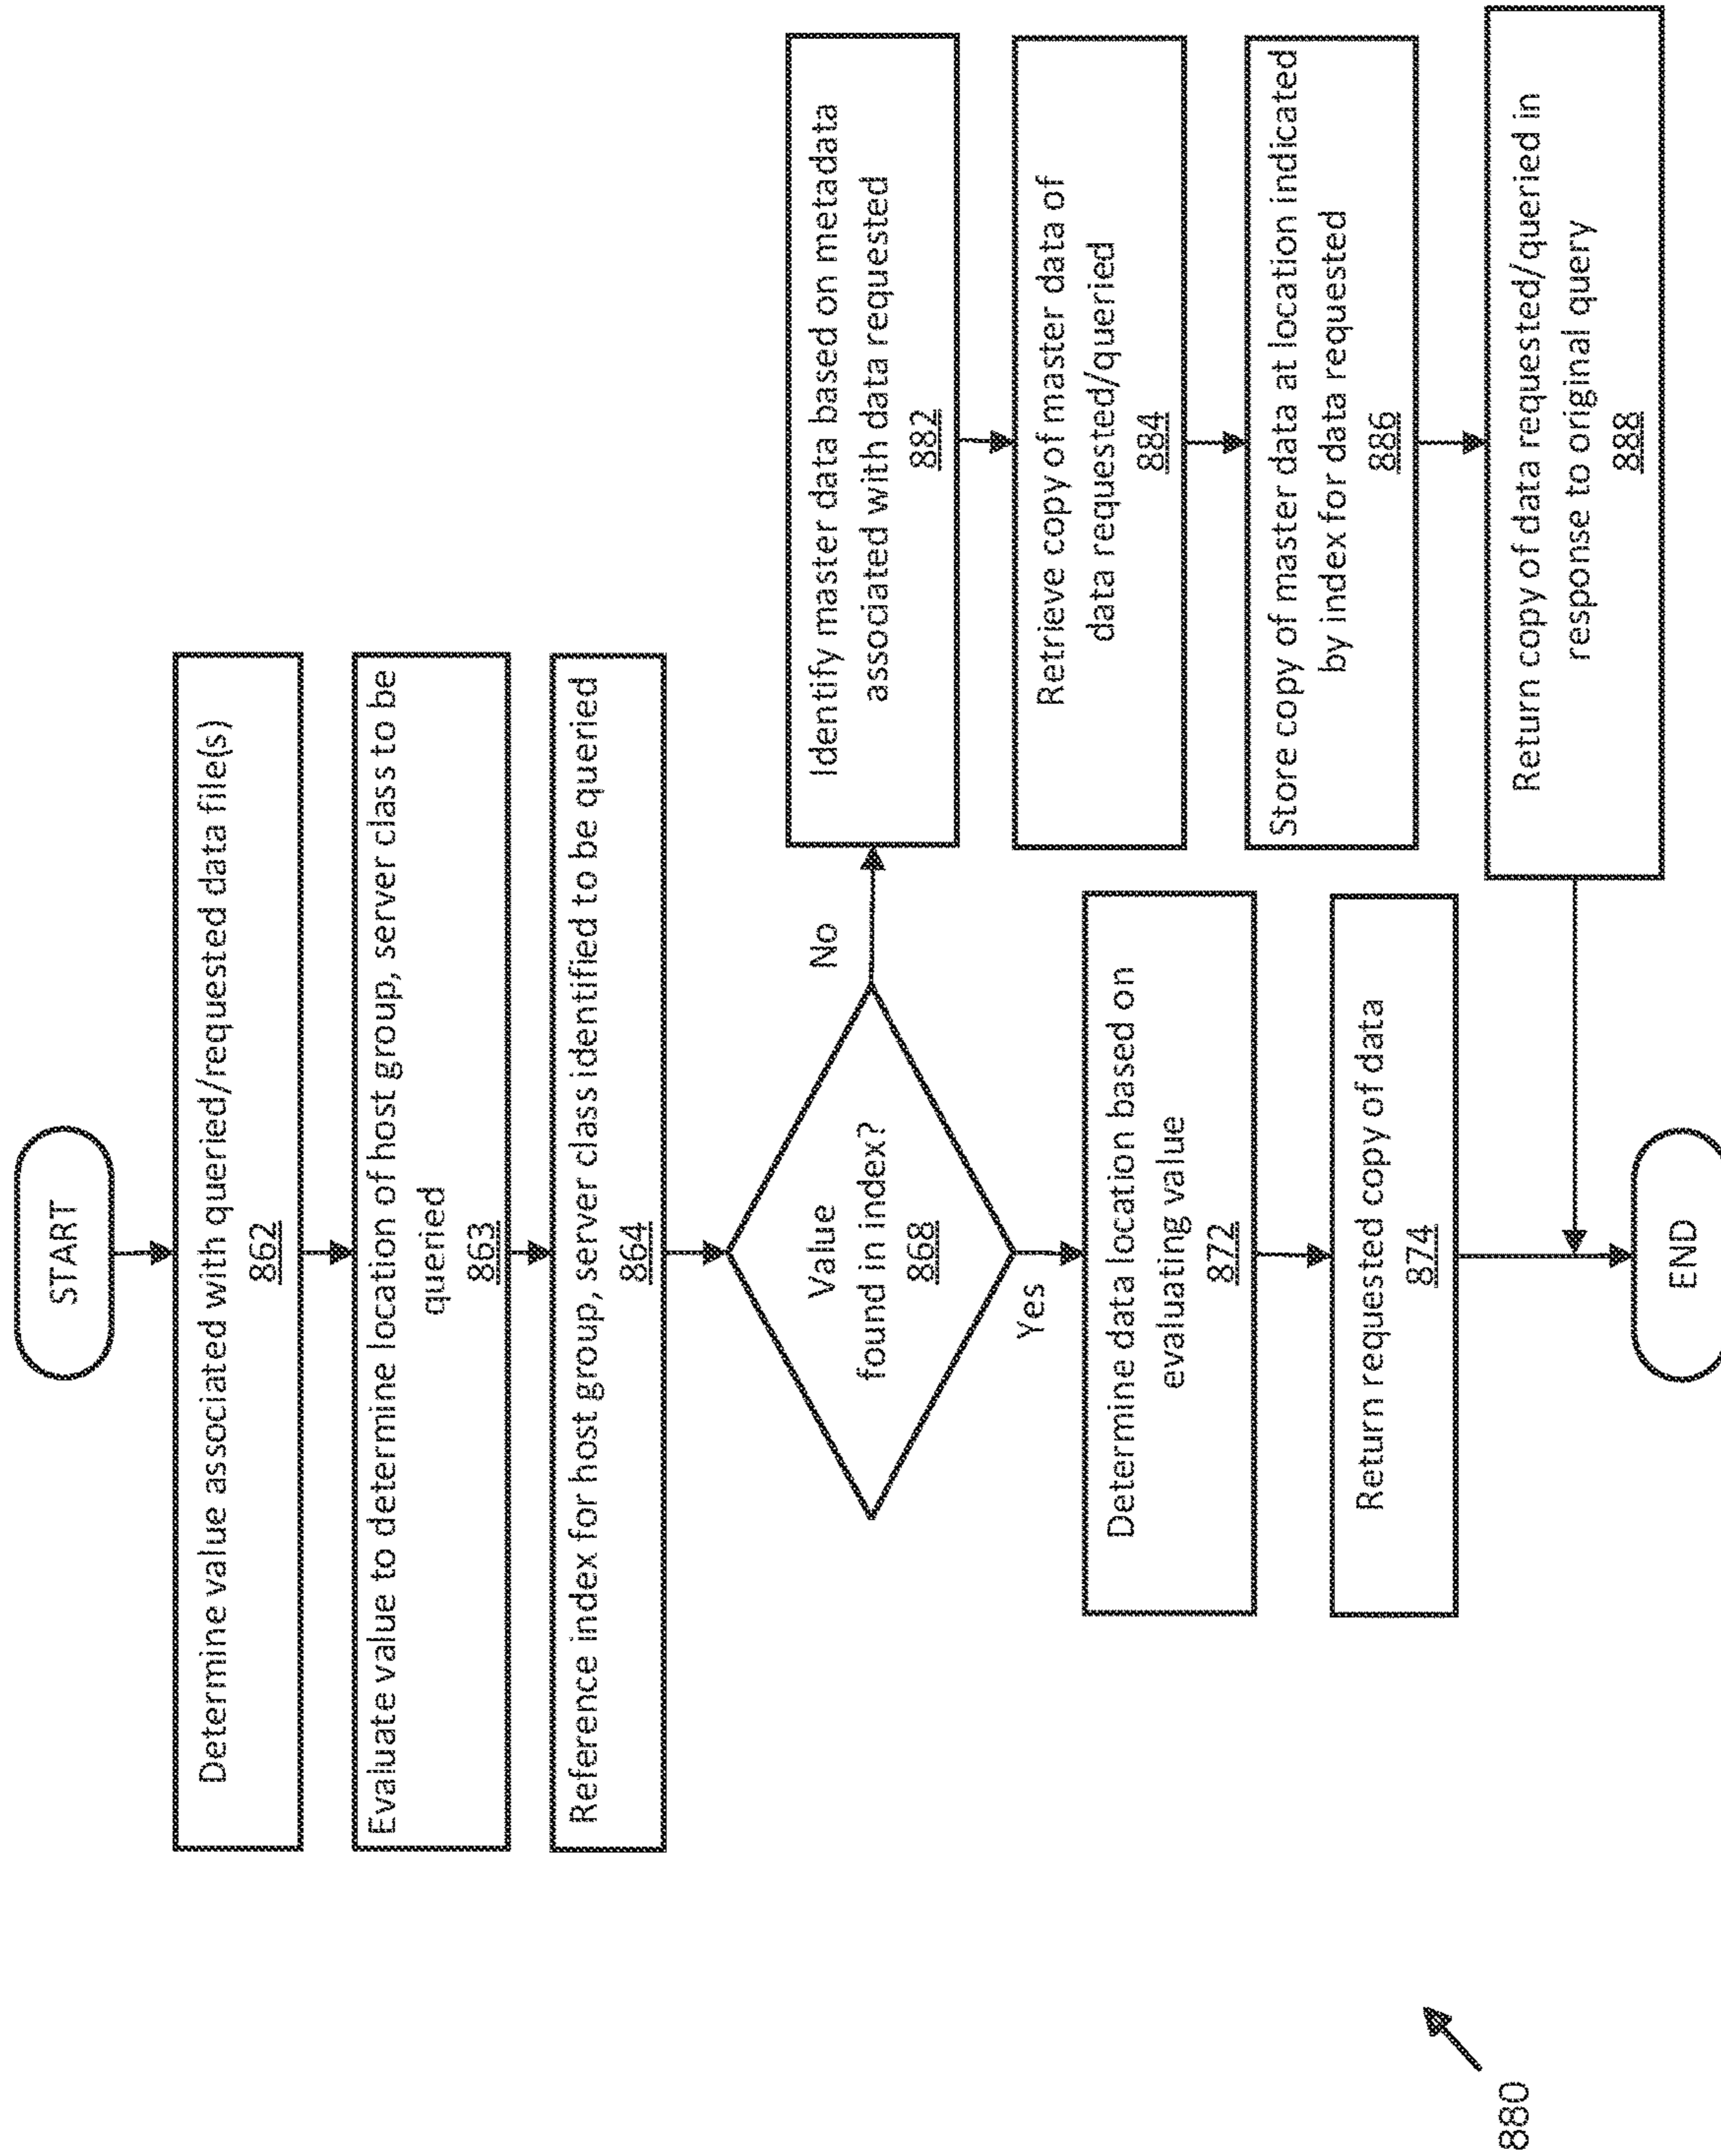 START
Determine value associated with queried/requested data file(s)
862
Evaluate value to determine location of host group, server class to be
queried
863
Reference index for host group, server class identified to be queried
864
Value
found in index?
868
No
Yes
Identify master data based on metadata
associated with data requested
882
Retrieve copy of master data of
data requested/queried
884
Store copy of master data at location indicated
by index for data requested
886
Return copy of data requested/queried in
response to original query
888
Determine data location based on
evaluating value
872
Return requested copy of data
874
END
880